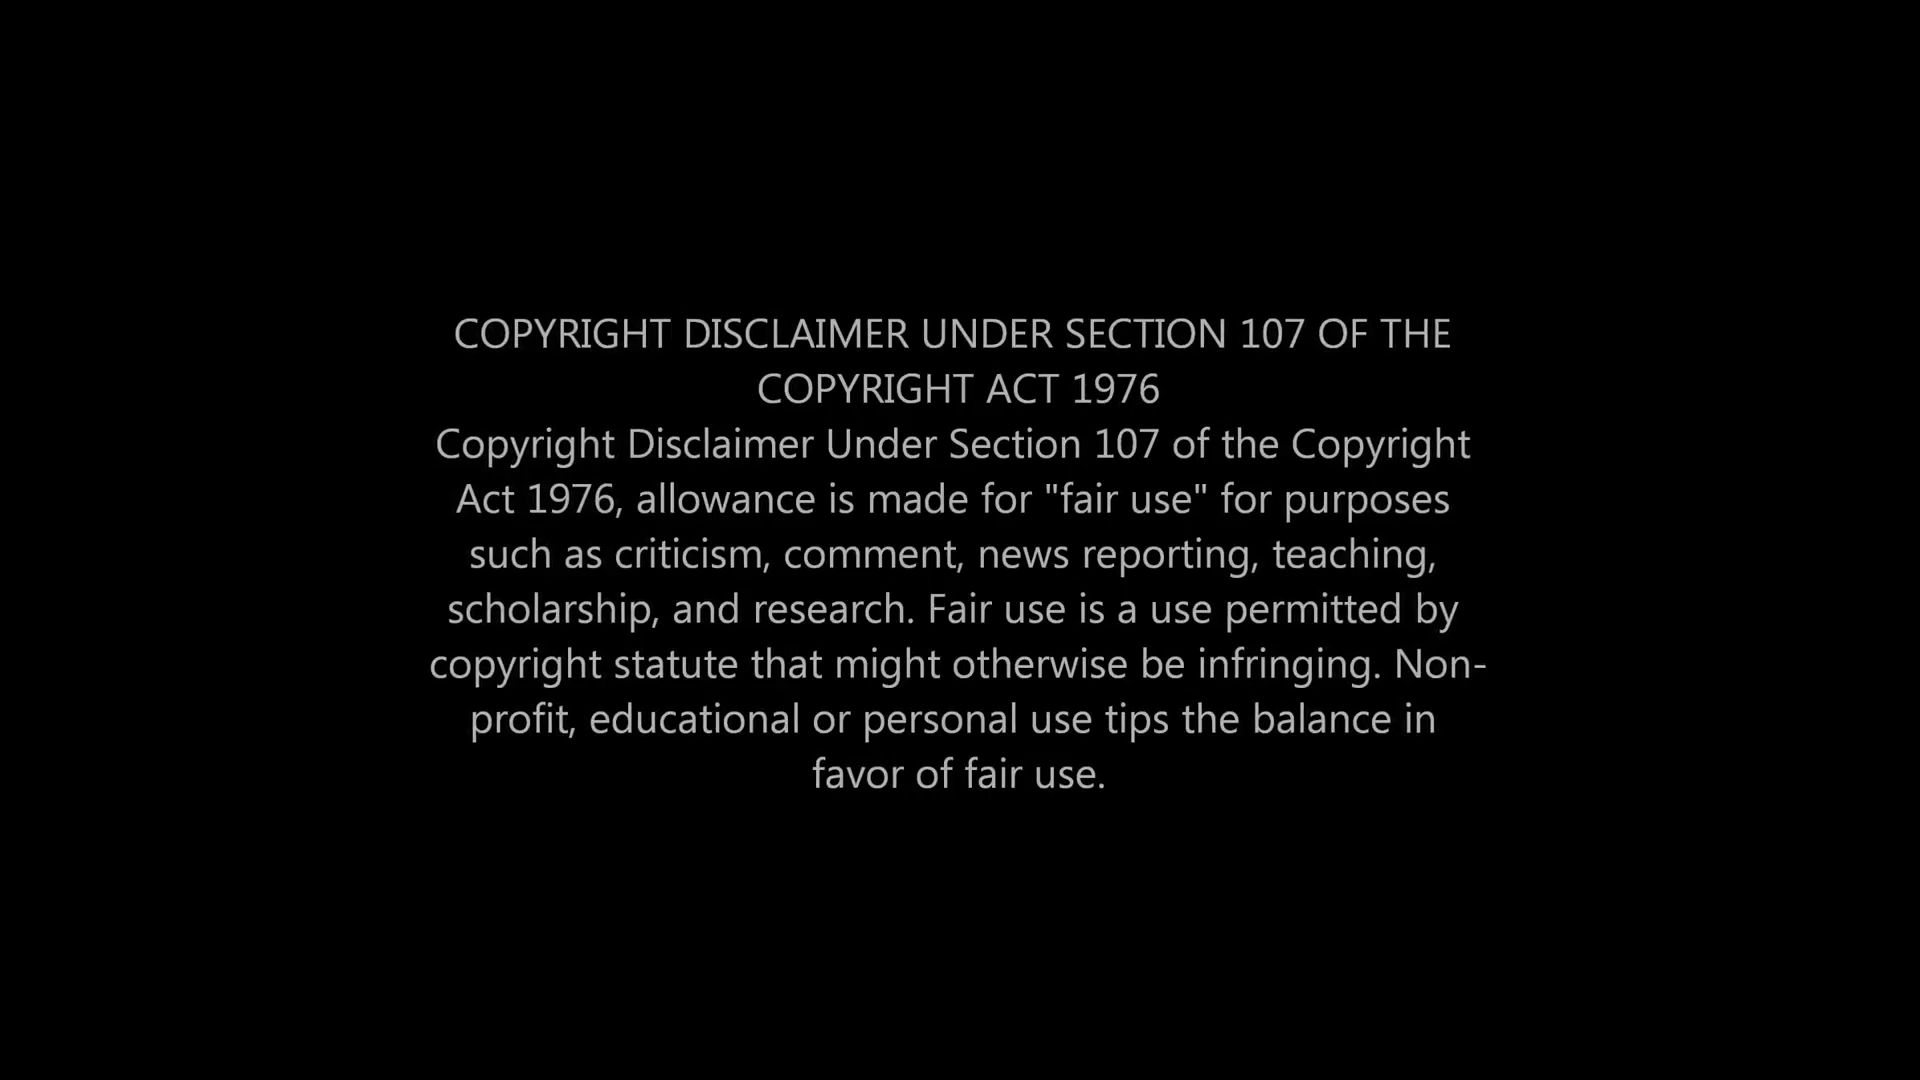 COPYRIGHT DISCLAIMER UNDER SECTION 107 OF THE
COPYRIGHT ACT 1976
Copyright Disclaimer Under Section 107 of the Copyright
Act 1976, allowance is made for "fair use" for purposes
such as criticism, comment, news reporting, teaching,
scholarship, and research. Fair use is a use permitted by
copyright statute that might otherwise be infringing. Non-
profit, educational or personal use tips the balance in
favor of fair use.